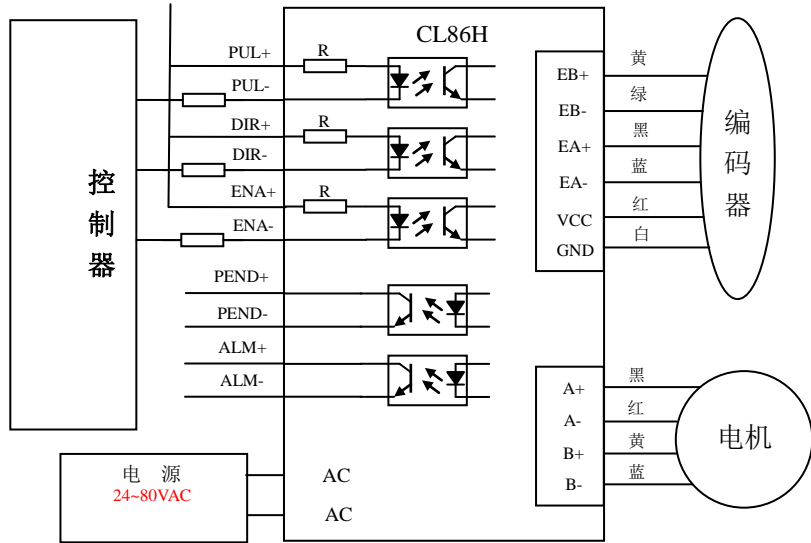 CL86H
控制器
PUL+
R
PUL-
DIR+
R
DIR-
ENA+
R
ENA-
PEND+
PEND-
ALM+
ALM-
电 源
24~80VAC
AC
AC
EB+
黄
EB-
绿
EA+
黑
EA-
蓝
VCC
红
GND
白
编码器
A+
黑
A-
红
B+
黄
B-
蓝
电机